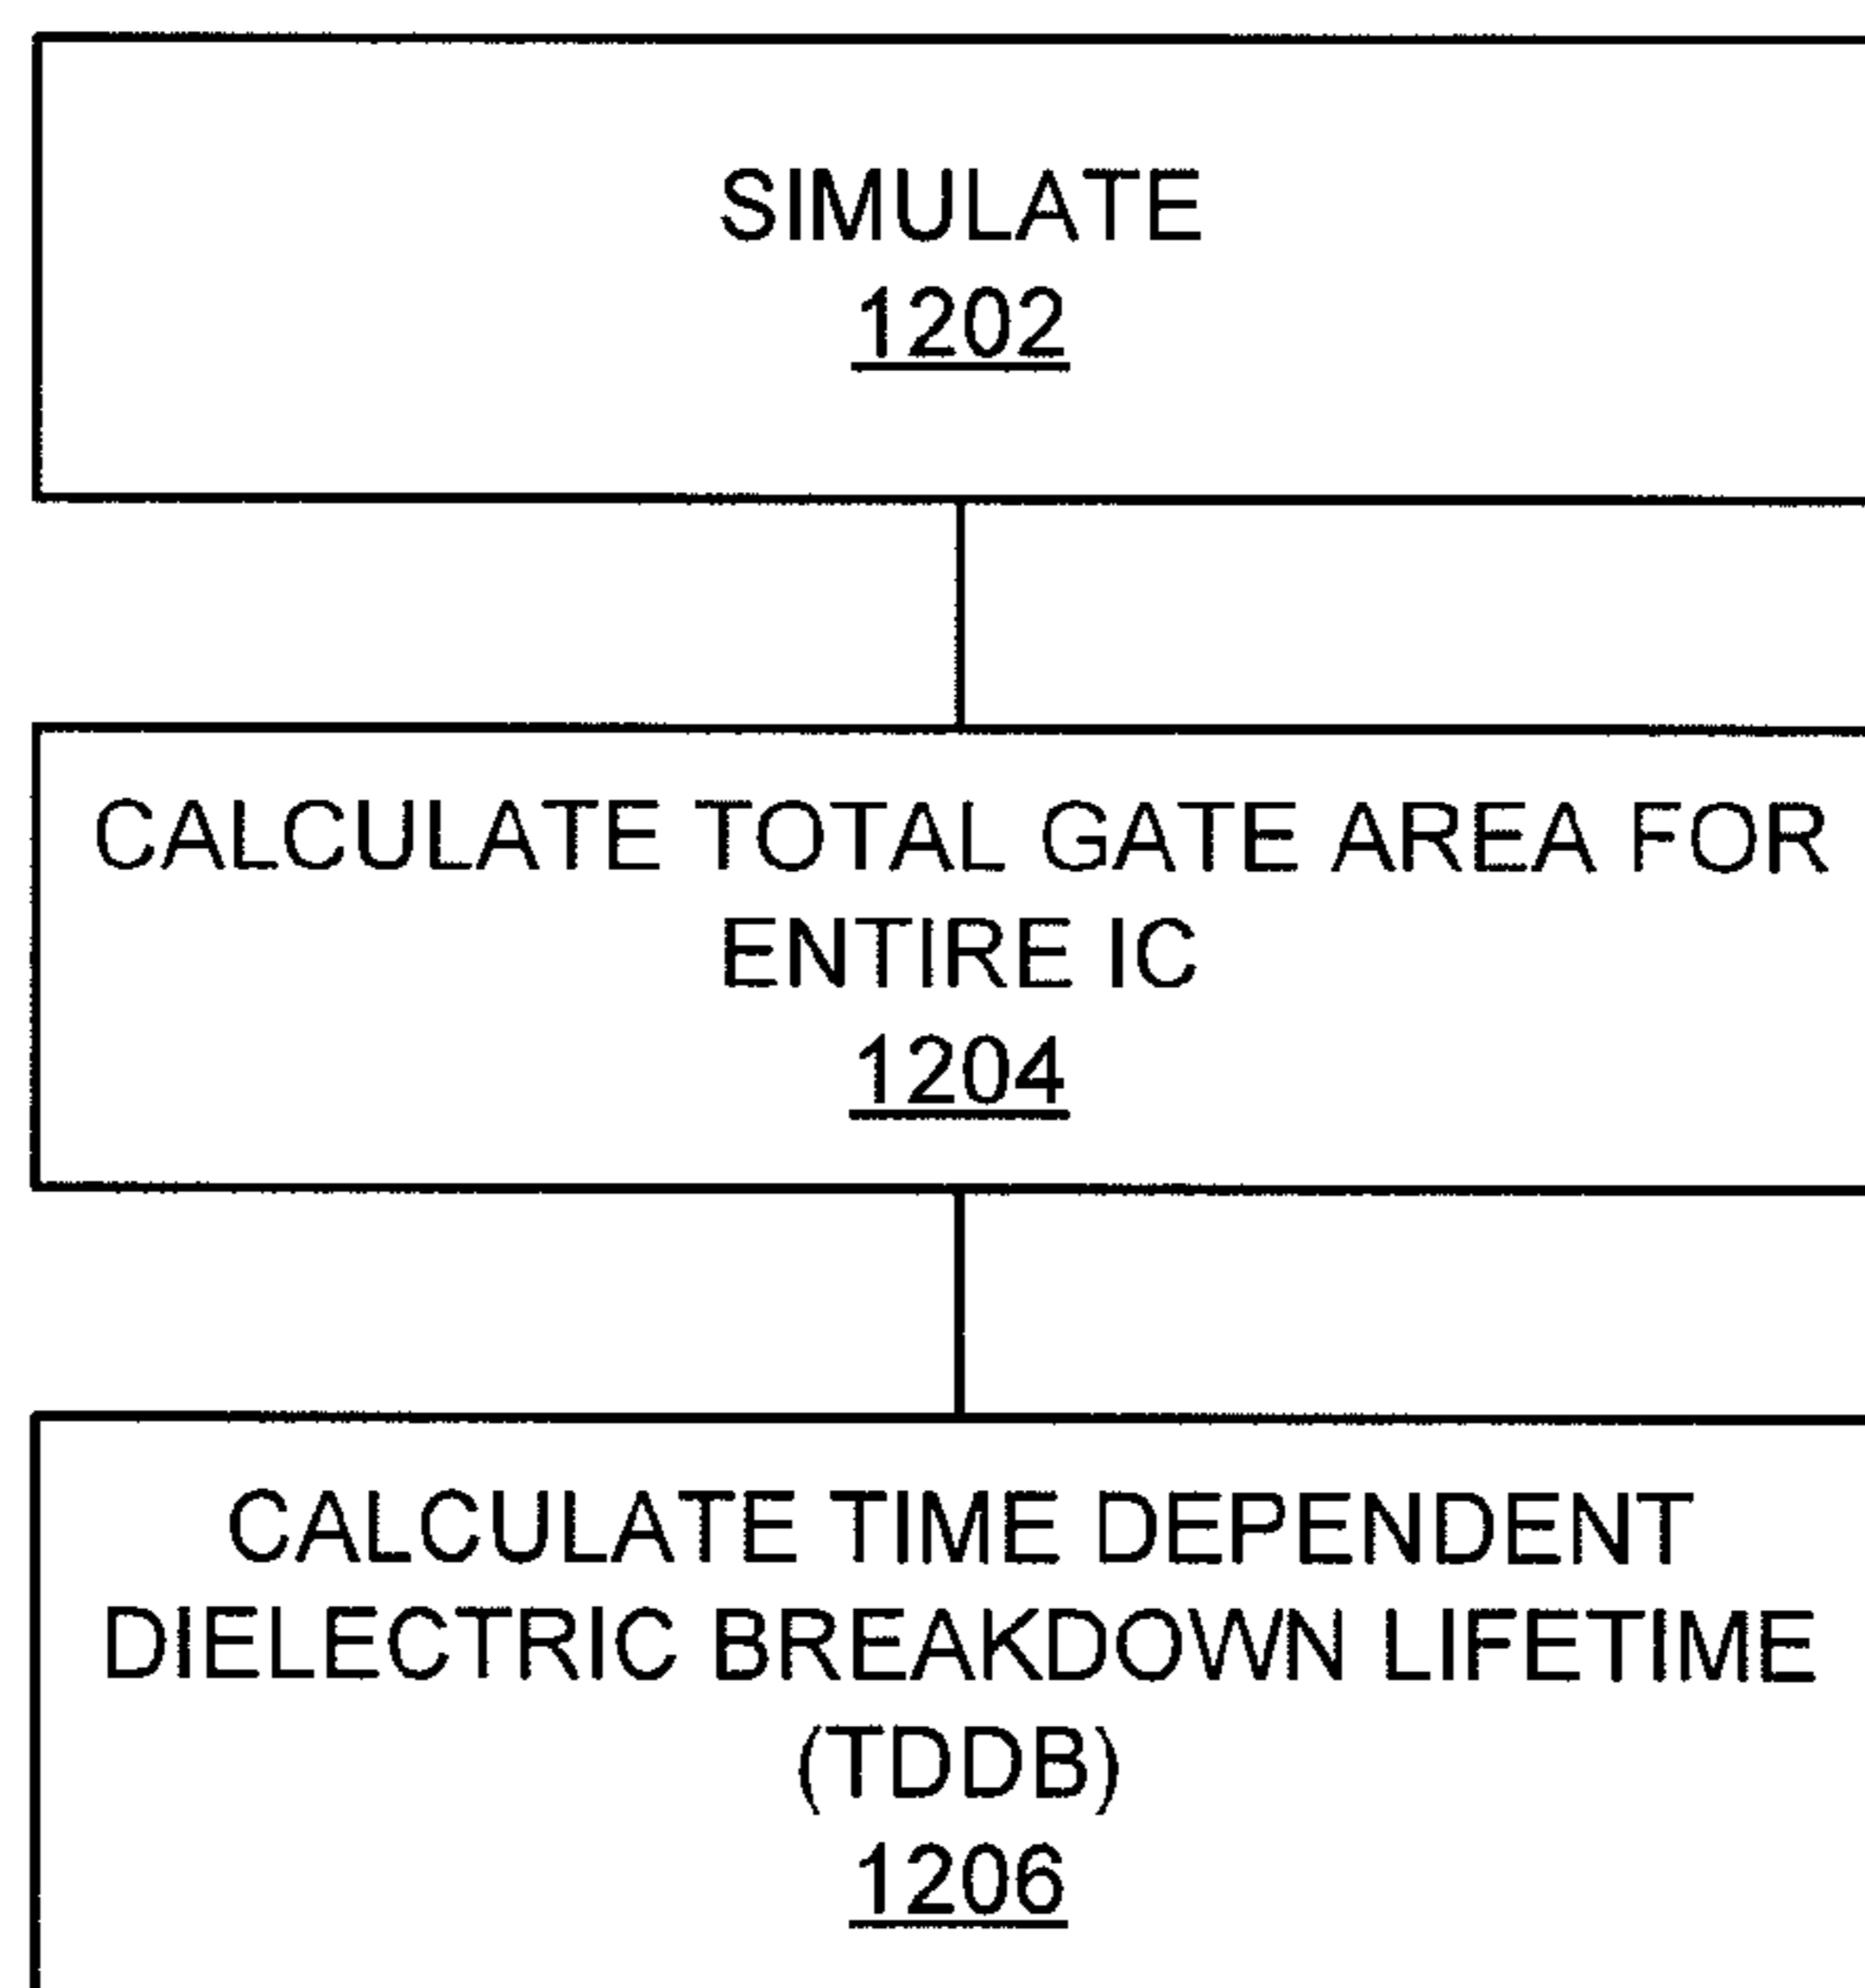 SIMULATE
1202
CALCULATE TOTAL GATE AREA FOR
ENTIRE IC
1204
CALCULATE TIME DEPENDENT
DIELECTRIC BREAKDOWN LIFETIME
(TDDB)
1206